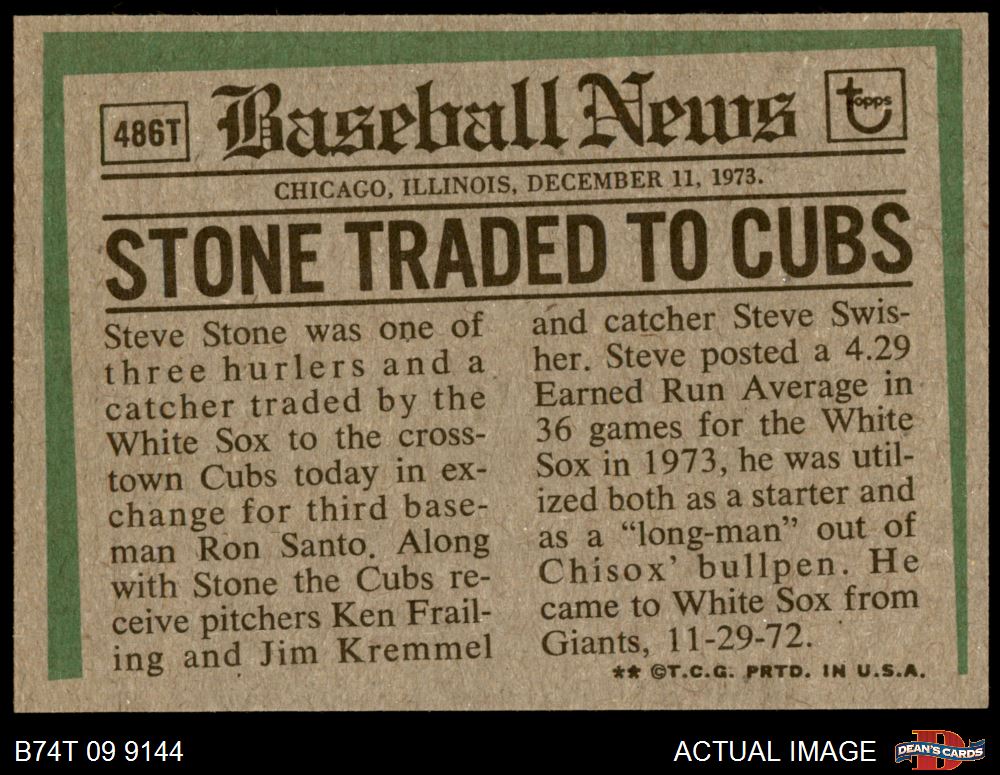 486T
Baseball News
topps
CHICAGO, ILLINOIS, DECEMBER 11, 1973.
STONE TRADED TO CUBS
Steve Stone was one of
three hurlers and a
catcher traded by the
White Sox to the cross-
town Cubs today in ex-
change for third base-
man Ron Santo. Along
with Stone the Cubs re-
ceive pitchers Ken Frail-
ing and Jim Kremmel
and catcher Steve Swis-
her. Steve posted a 4.29
Earned Run Average in
36 games for the White
Sox in 1973, he was util-
ized both as a starter and
as a “long-man” out of
Chisox’ bullpen. He
came to White Sox from
Giants, 11-29-72.
** ©T.C.G. PRTD. IN U.S.A.
B74T 09 9144
ACTUAL IMAGE
D
DEAN'S CARDS